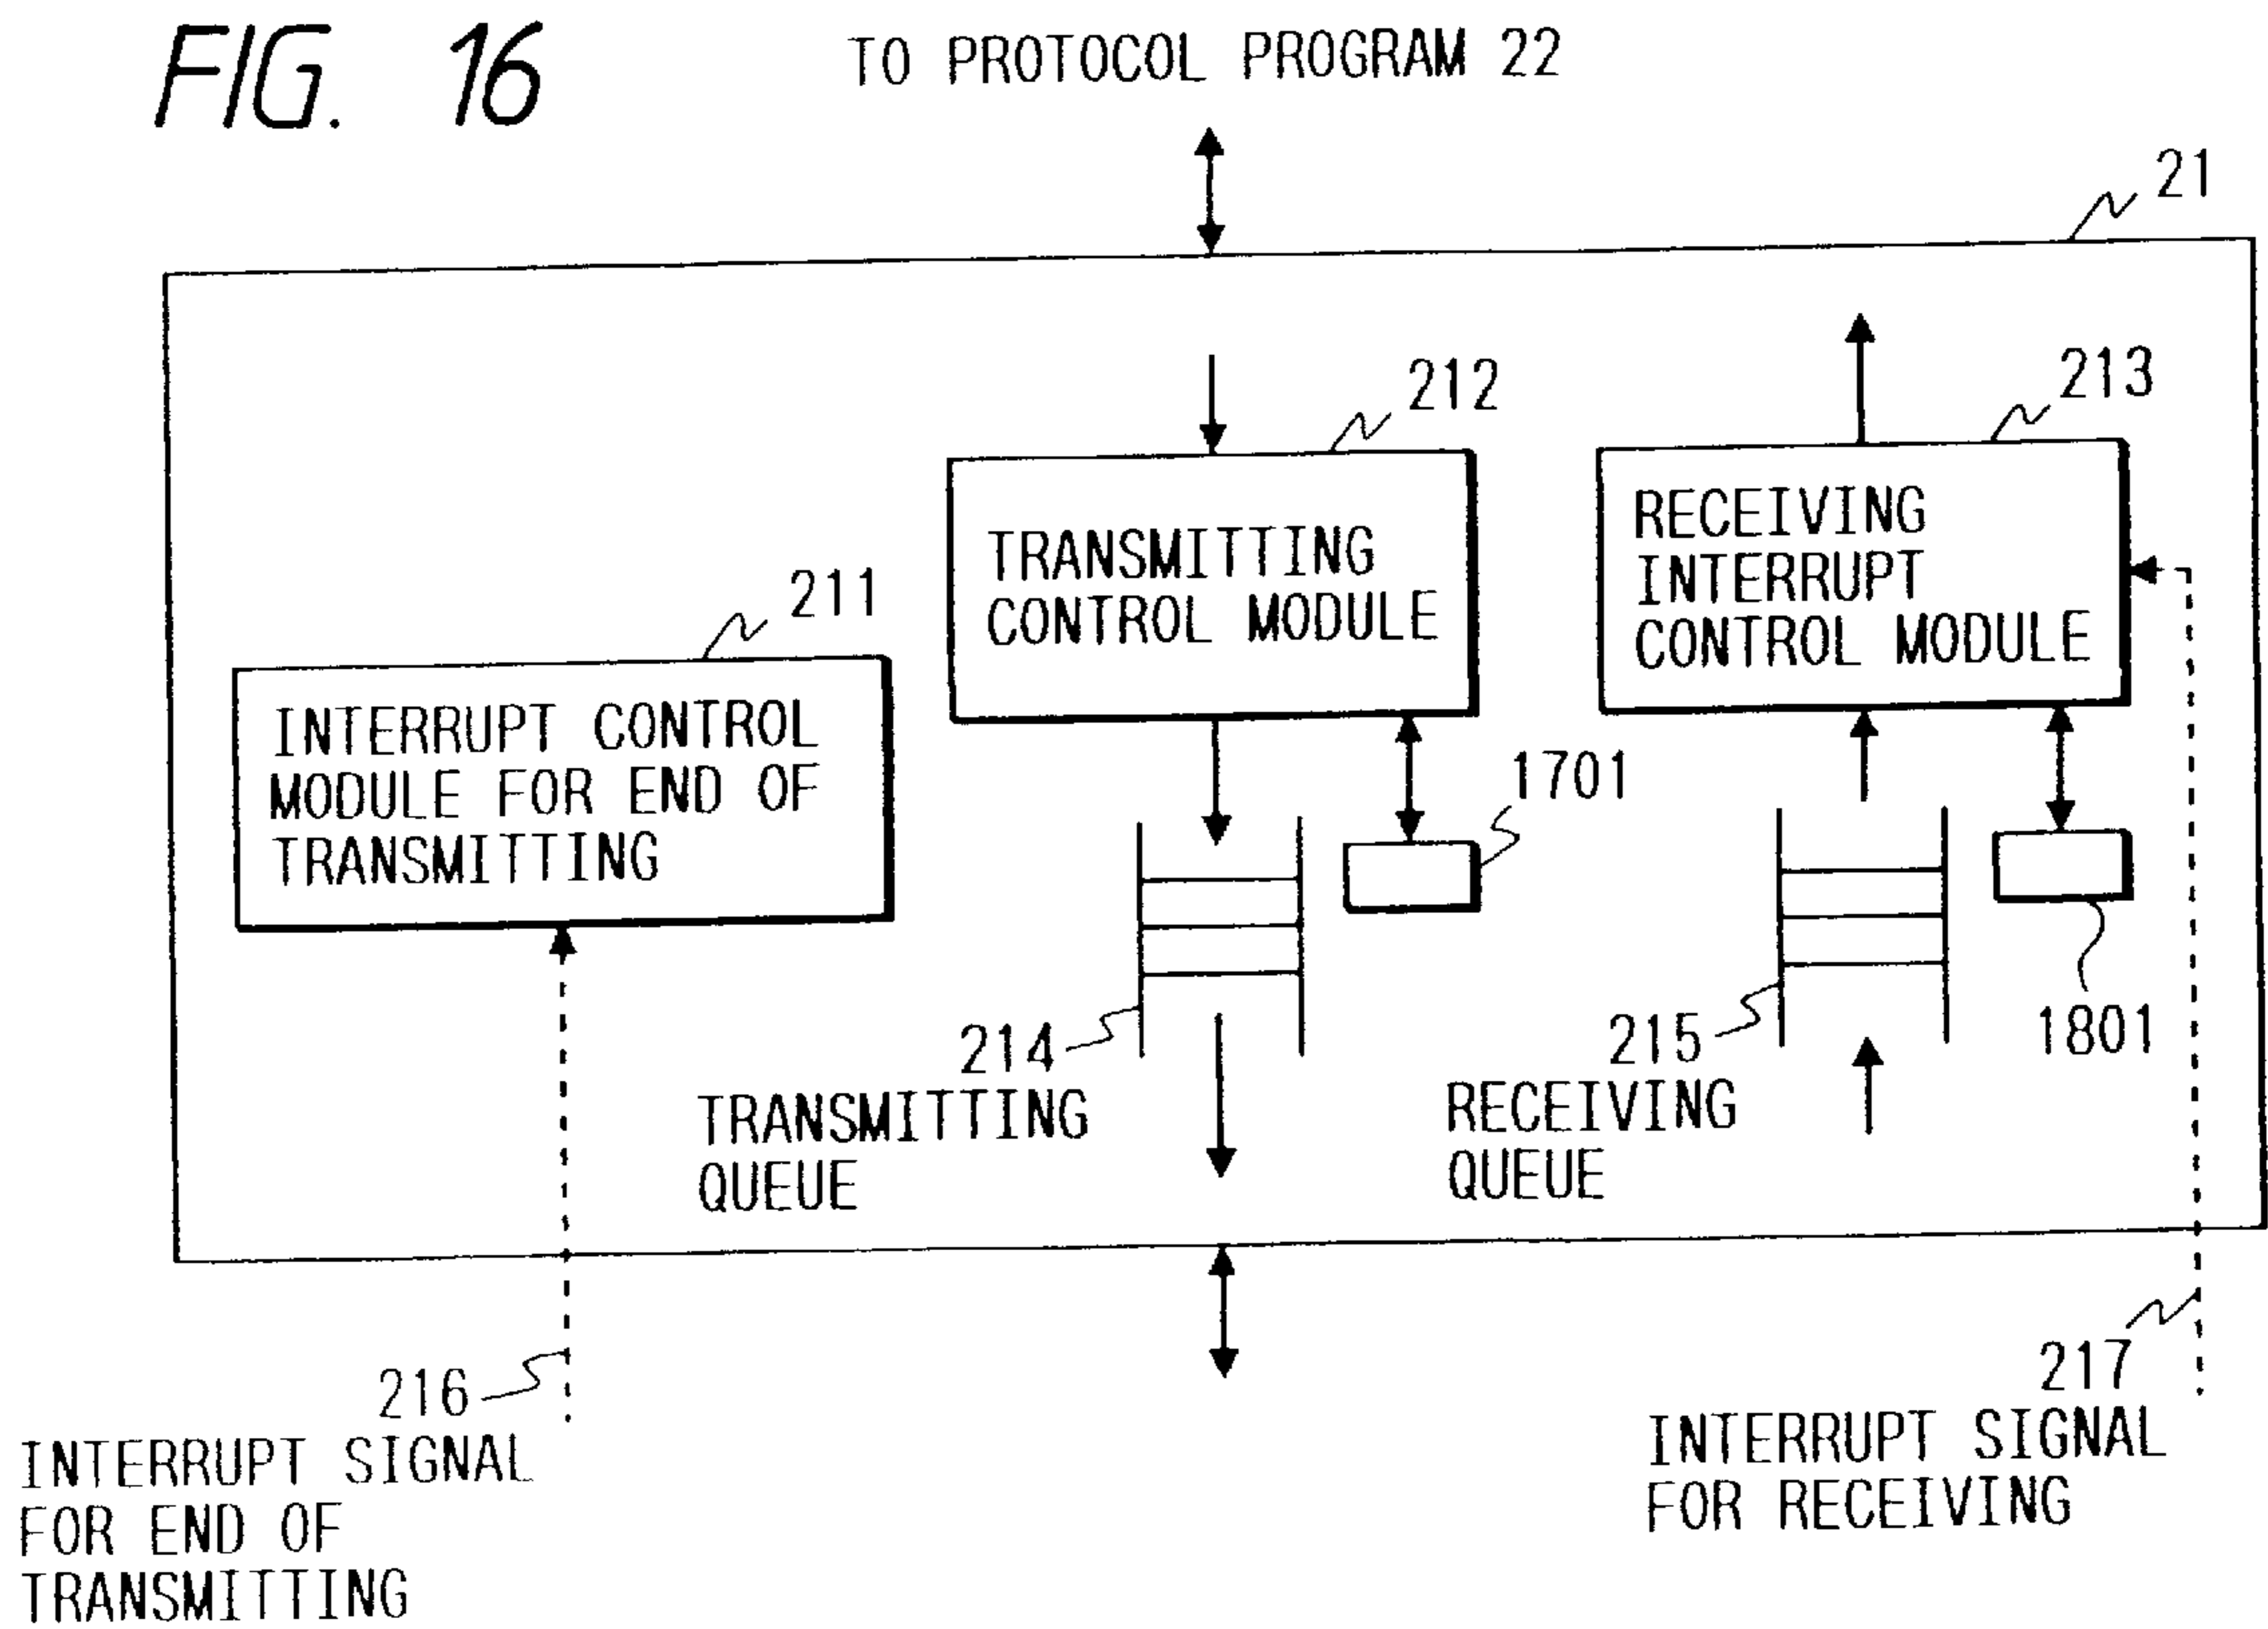 FIG. 16
TO PROTOCOL PROGRAM 22
21
212
213
TRANSMITTING
CONTROL MODULE
RECEIVING
INTERRUPT
CONTROL MODULE
211
INTERRUPT CONTROL
MODULE FOR END OF
TRANSMITTING
1701
1801
214
TRANSMITTING
QUEUE
215
RECEIVING
QUEUE
216
INTERRUPT SIGNAL
FOR END OF
TRANSMITTING
217
INTERRUPT SIGNAL
FOR RECEIVING